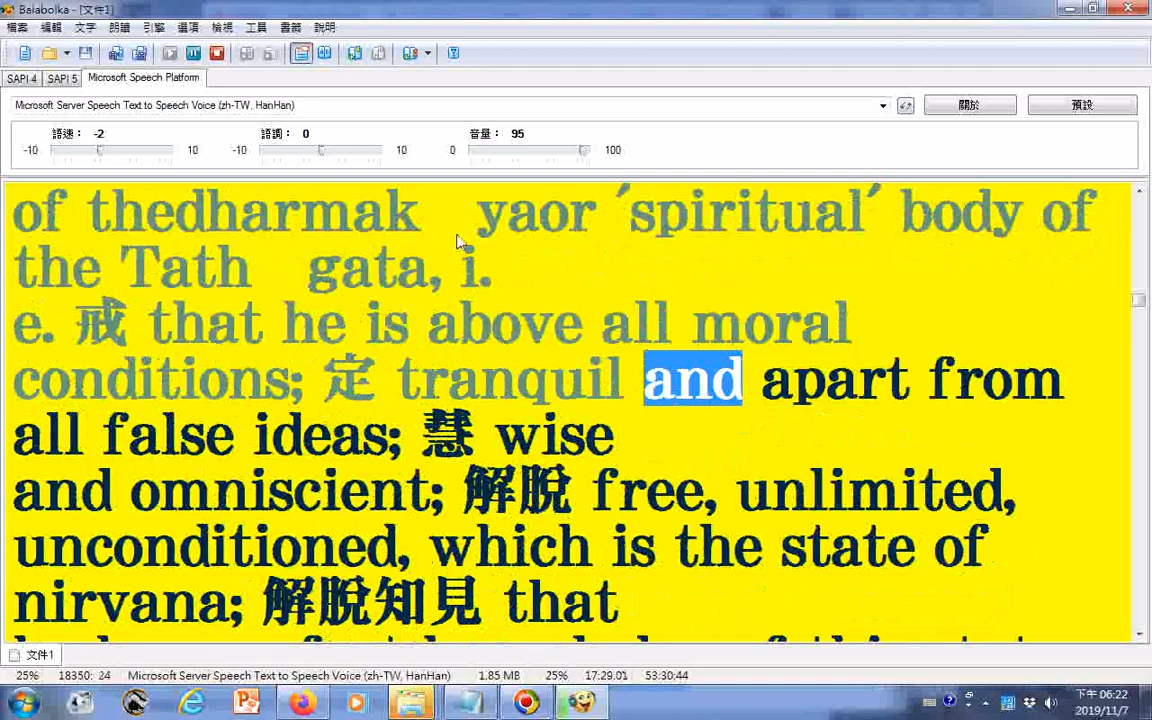 Balabolka - [文件1]
檔案 編輯 文字 朗讀 引擎 選項 檢視 工具 書籤 說明
SAPI 4 SAPI 5 Microsoft Speech Platform
Microsoft Server Speech Text to Speech Voice (zh-TW, HanHan) 關於 預設
語速： -2 語調： 0 音量： 95
-10 10 -10 10 0 100
of thedharmak yaor ´spiritual´ body of
the Tath gata, i.
e. 戒 that he is above all moral
conditions; 定 tranquil and apart from
all false ideas; 慧 wise
and omniscient; 解脫 free, unlimited,
unconditioned, which is the state of
nirvana; 解脫知見 that
文件1
25% 18350: 24 Microsoft Server Speech Text to Speech Voice (zh-TW, HanHan) 1.85 MB 25% 17:29.01 53:30:44
下午 06:22
2019/11/7